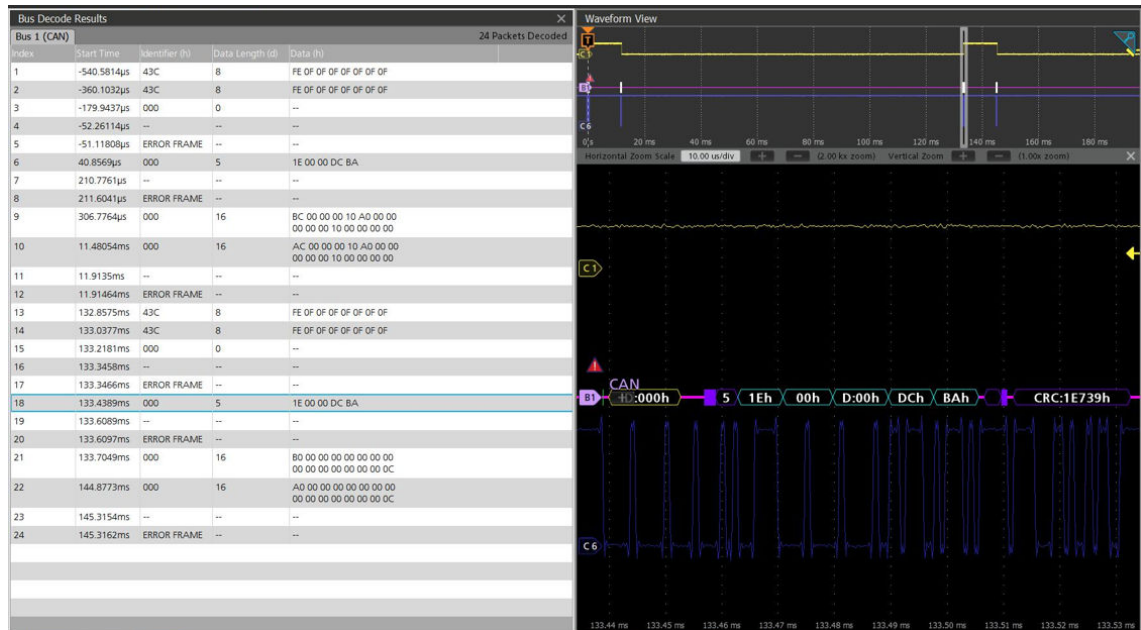 Bus Decode Results
Bus 1 (CAN) 24 Packets Decoded
Index Start Time Identifier (h) Data Length (d) Data (h)
1 -540.5814µs 43C 8 FE 0F 0F 0F 0F 0F 0F 0F
2 -360.1032µs 43C 8 FE 0F 0F 0F 0F 0F 0F 0F
3 -179.9437µs 000 0 --
4 -52.26114µs -- -- --
5 -51.11808µs ERROR FRAME -- --
6 40.8569µs 000 5 1E 00 00 DC BA
7 210.7761µs -- -- --
8 211.6041µs ERROR FRAME -- --
9 306.7764µs 000 16 BC 00 00 00 10 A0 00 00
00 00 00 10 00 00 00 00
10 11.48054ms 000 16 AC 00 00 00 10 A0 00 00
00 00 00 10 00 00 00 00
11 11.9135ms -- -- --
12 11.91464ms ERROR FRAME -- --
13 132.8575ms 43C 8 FE 0F 0F 0F 0F 0F 0F 0F
14 133.0377ms 43C 8 FE 0F 0F 0F 0F 0F 0F 0F
15 133.2181ms 000 0 --
16 133.3458ms -- -- --
17 133.3466ms ERROR FRAME -- --
18 133.4389ms 000 5 1E 00 00 DC BA
19 133.6089ms -- -- --
20 133.6097ms ERROR FRAME -- --
21 133.7049ms 000 16 B0 00 00 00 00 00 00 00
00 00 00 00 00 00 00 0C
22 144.8773ms 000 16 A0 00 00 00 00 00 00 00
00 00 00 00 00 00 00 0C
23 145.3154ms -- -- --
24 145.3162ms ERROR FRAME -- --
Waveform View
T
C1
B1
C6
0 s 20 ms 40 ms 60 ms 80 ms 100 ms 120 ms 140 ms 160 ms 180 ms
Horizontal Zoom Scale 10.00 us/div + - (2.00 kx zoom) Vertical Zoom + - (1.00x zoom)
C1
CAN
B1 :000h 5 1Eh 00h D:00h DCh BAh CRC:1E739h
C6
133.44 ms 133.45 ms 133.46 ms 133.47 ms 133.48 ms 133.49 ms 133.50 ms 133.51 ms 133.52 ms 133.53 ms